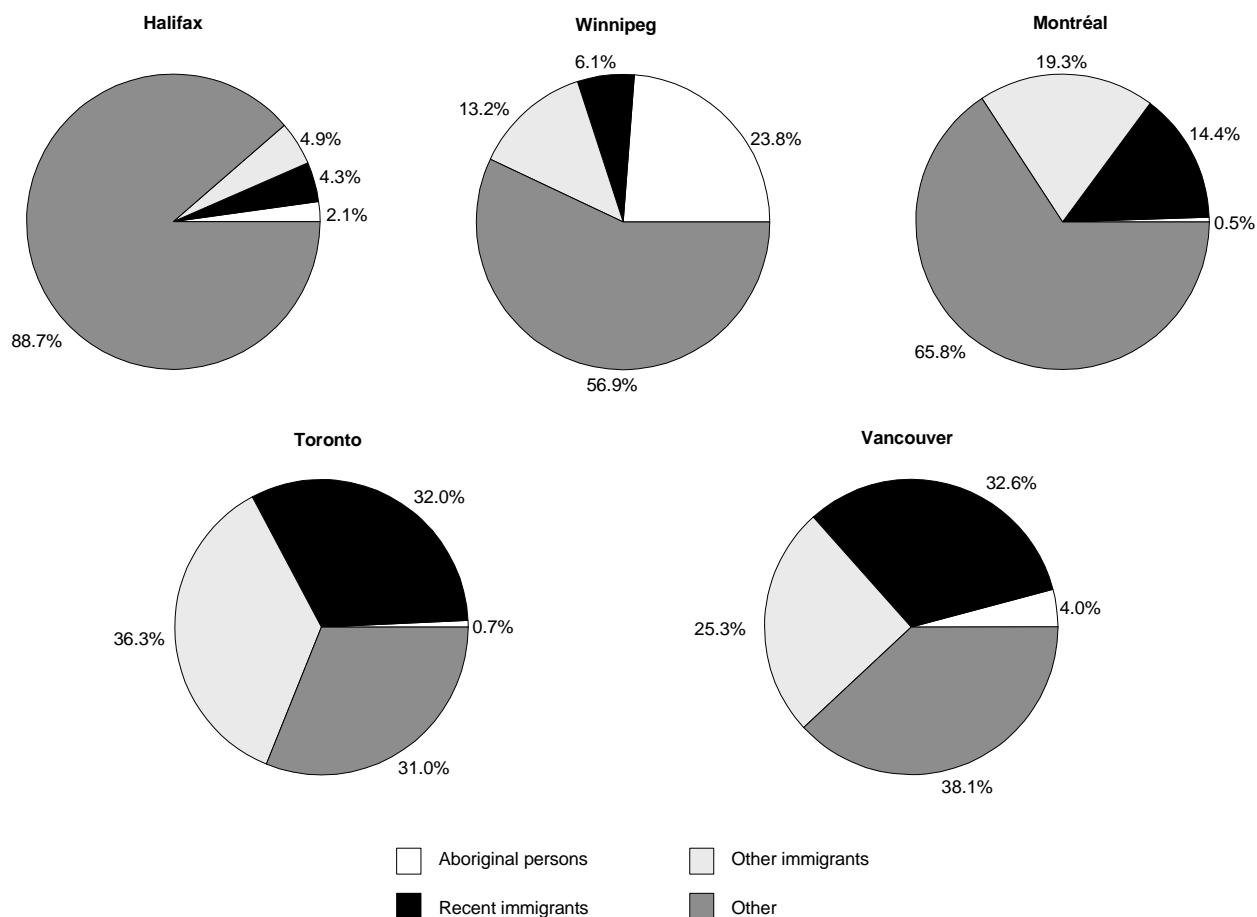 Halifax
Winnipeg
Montréal
4.9%
4.3%
2.1%
88.7%
6.1%
13.2%
23.8%
56.9%
19.3%
14.4%
0.5%
65.8%
Toronto
Vancouver
32.0%
36.3%
0.7%
31.0%
32.6%
25.3%
4.0%
38.1%
Aboriginal persons
Other immigrants
Recent immigrants
Other